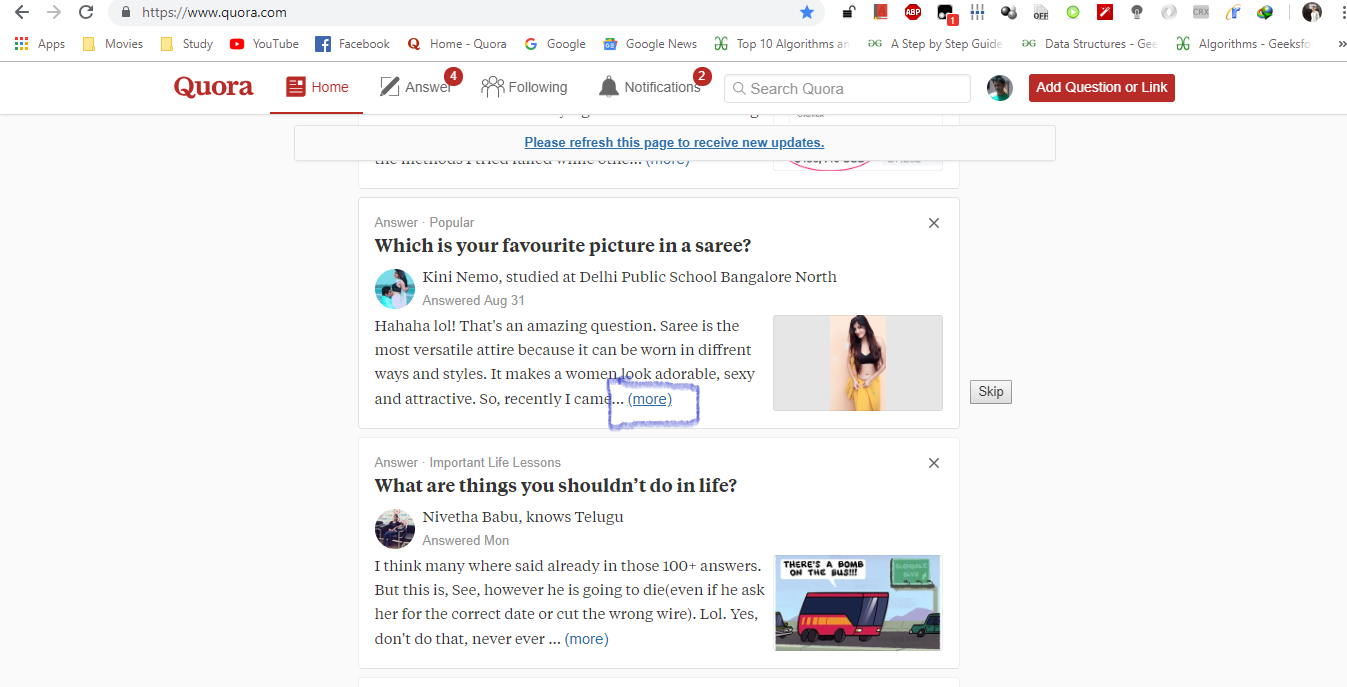 https://www.quora.com
ABP
1
OFF
CRX
Apps Movies Study YouTube Facebook Home - Quora Google Google News Top 10 Algorithms an A Step by Step Guide Data Structures - Gee Algorithms - Geeksfo »
Quora Home Answer 4 Following Notifications 2 Search Quora Add Question or Link
Please refresh this page to receive new updates.
the methods I tried failed while othe... (more)
Answer · Popular
Which is your favourite picture in a saree?
Kini Nemo, studied at Delhi Public School Bangalore North
Answered Aug 31
Hahaha lol! That's an amazing question. Saree is the
most versatile attire because it can be worn in diffrent
ways and styles. It makes a women look adorable, sexy
and attractive. So, recently I came... (more)
Skip
Answer · Important Life Lessons
What are things you shouldn't do in life?
Nivetha Babu, knows Telugu
Answered Mon
I think many where said already in those 100+ answers.
But this is, See, however he is going to die(even if he ask
her for the correct date or cut the wrong wire). Lol. Yes,
don't do that, never ever ... (more)
THERE'S A BOMB
ON THE BUS!!!